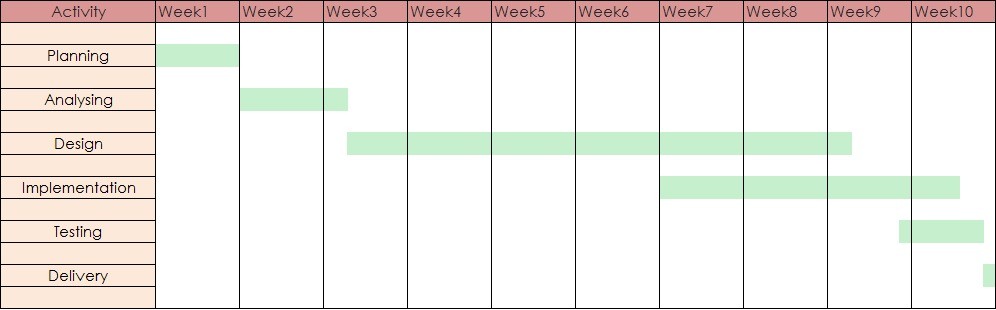 Activity Week1 Week2 Week3 Week4 Week5 Week6 Week7 Week8 Week9 Week10
Planning
Analysing
Design
Implementation
Testing
Delivery